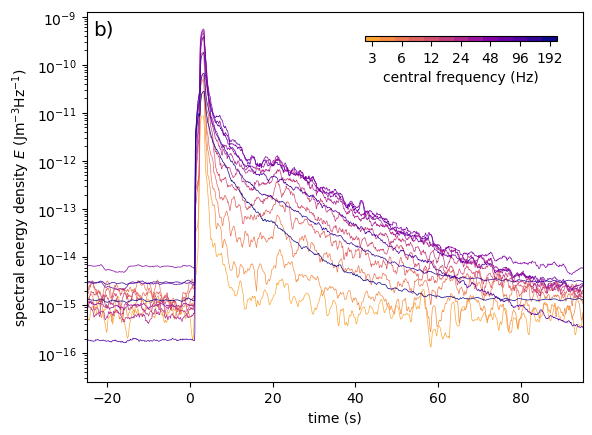 b)
10⁻⁹
10⁻¹⁰
10⁻¹¹
10⁻¹²
10⁻¹³
10⁻¹⁴
10⁻¹⁵
10⁻¹⁶
spectral energy density E (Jm⁻³Hz⁻¹)
3 6 12 24 48 96 192
central frequency (Hz)
−20 0 20 40 60 80
time (s)